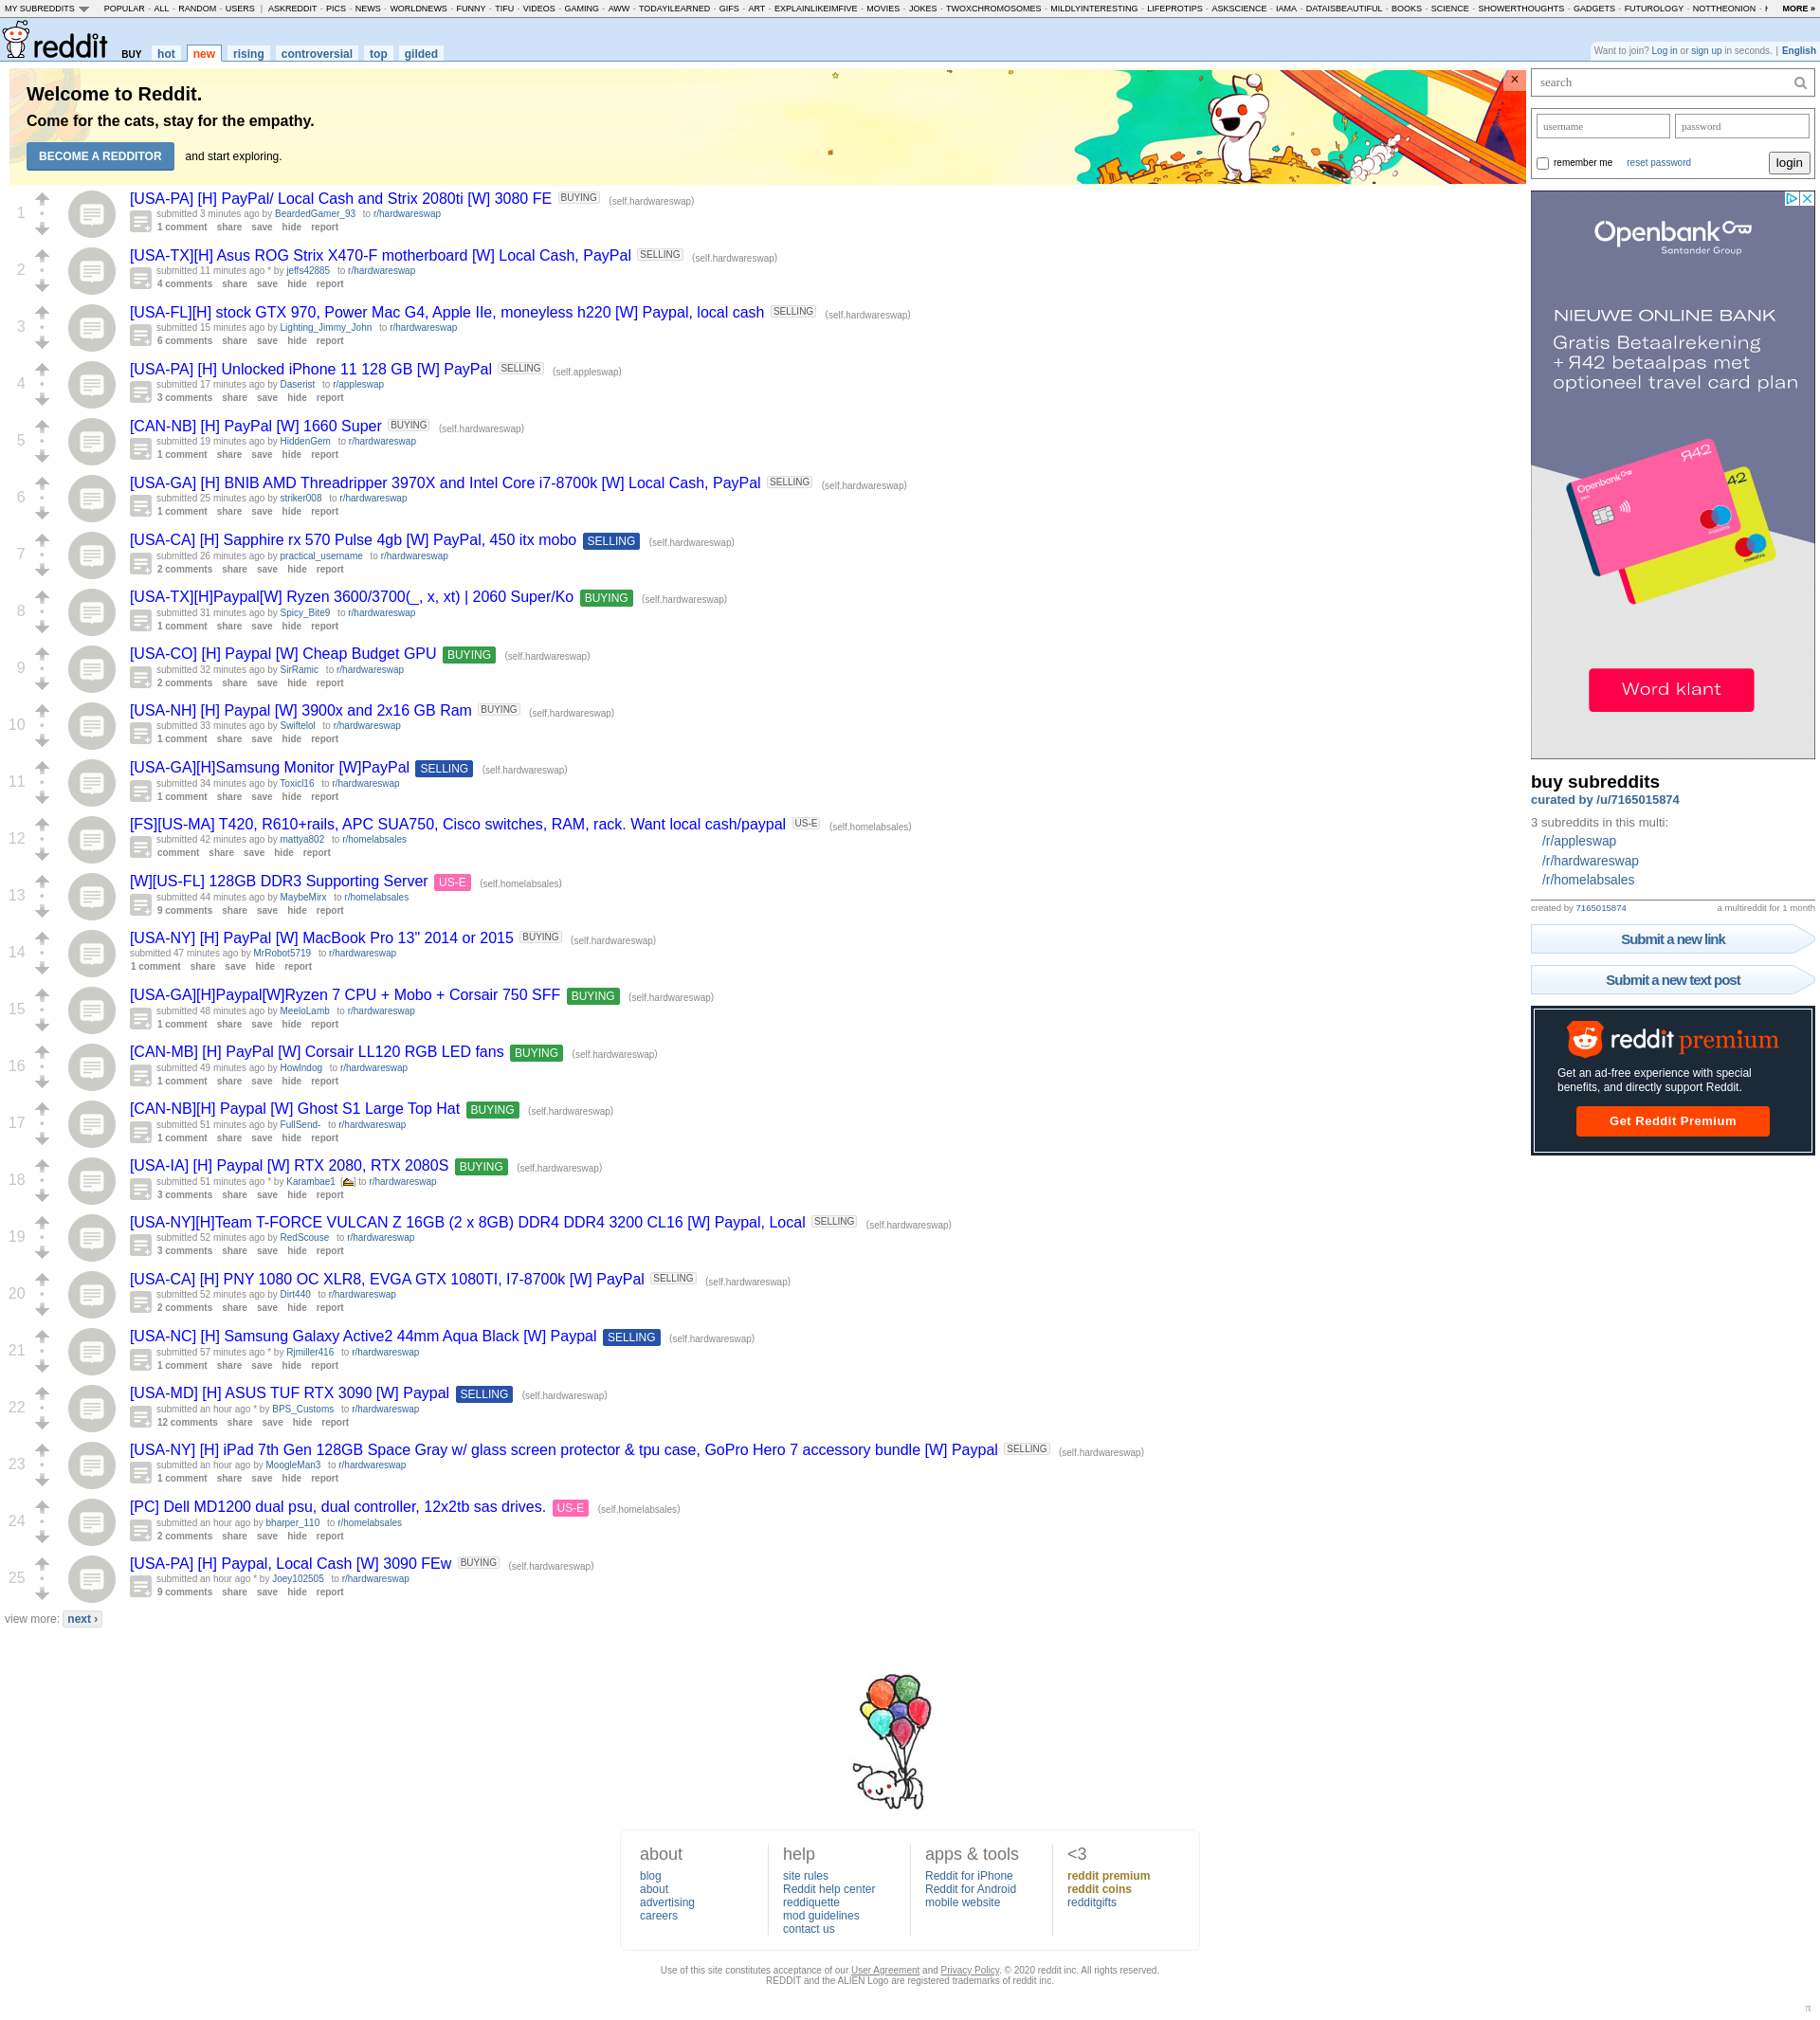 MY SUBREDDITS POPULAR - ALL - RANDOM - USERS | ASKREDDIT - PICS - NEWS - WORLDNEWS - FUNNY - TIFU - VIDEOS - GAMING - AWW - TODAYILEARNED - GIFS - ART - EXPLAINLIKEIMFIVE - MOVIES - JOKES - TWOXCHROMOSOMES - MILDLYINTERESTING - LIFEPROTIPS - ASKSCIENCE - IAMA - DATAISBEAUTIFUL - BOOKS - SCIENCE - SHOWERTHOUGHTS - GADGETS - FUTUROLOGY - NOTTHEONION - MORE »
reddit BUY hot new rising controversial top gilded
Want to join? Log in or sign up in seconds. | English
Welcome to Reddit.
Come for the cats, stay for the empathy.
BECOME A REDDITOR and start exploring.
×
1
[USA-PA] [H] PayPal/ Local Cash and Strix 2080ti [W] 3080 FE BUYING (self.hardwareswap)
submitted 3 minutes ago by BeardedGamer_93 to r/hardwareswap
1 comment share save hide report
2
[USA-TX][H] Asus ROG Strix X470-F motherboard [W] Local Cash, PayPal SELLING (self.hardwareswap)
submitted 11 minutes ago * by jeffs42885 to r/hardwareswap
4 comments share save hide report
3
[USA-FL][H] stock GTX 970, Power Mac G4, Apple IIe, moneyless h220 [W] Paypal, local cash SELLING (self.hardwareswap)
submitted 15 minutes ago by Lighting_Jimmy_John to r/hardwareswap
6 comments share save hide report
4
[USA-PA] [H] Unlocked iPhone 11 128 GB [W] PayPal SELLING (self.appleswap)
submitted 17 minutes ago by Daserist to r/appleswap
3 comments share save hide report
5
[CAN-NB] [H] PayPal [W] 1660 Super BUYING (self.hardwareswap)
submitted 19 minutes ago by HiddenGem to r/hardwareswap
1 comment share save hide report
6
[USA-GA] [H] BNIB AMD Threadripper 3970X and Intel Core i7-8700k [W] Local Cash, PayPal SELLING (self.hardwareswap)
submitted 25 minutes ago by striker008 to r/hardwareswap
1 comment share save hide report
7
[USA-CA] [H] Sapphire rx 570 Pulse 4gb [W] PayPal, 450 itx mobo SELLING (self.hardwareswap)
submitted 26 minutes ago by practical_username to r/hardwareswap
2 comments share save hide report
8
[USA-TX][H]Paypal[W] Ryzen 3600/3700(_, x, xt) | 2060 Super/Ko BUYING (self.hardwareswap)
submitted 31 minutes ago by Spicy_Bite9 to r/hardwareswap
1 comment share save hide report
9
[USA-CO] [H] Paypal [W] Cheap Budget GPU BUYING (self.hardwareswap)
submitted 32 minutes ago by SirRamic to r/hardwareswap
2 comments share save hide report
10
[USA-NH] [H] Paypal [W] 3900x and 2x16 GB Ram BUYING (self.hardwareswap)
submitted 33 minutes ago by Swiftelol to r/hardwareswap
1 comment share save hide report
11
[USA-GA][H]Samsung Monitor [W]PayPal SELLING (self.hardwareswap)
submitted 34 minutes ago by Toxicl16 to r/hardwareswap
1 comment share save hide report
12
[FS][US-MA] T420, R610+rails, APC SUA750, Cisco switches, RAM, rack. Want local cash/paypal US-E (self.homelabsales)
submitted 42 minutes ago by mattya802 to r/homelabsales
comment share save hide report
13
[W][US-FL] 128GB DDR3 Supporting Server US-E (self.homelabsales)
submitted 44 minutes ago by MaybeMirx to r/homelabsales
9 comments share save hide report
14
[USA-NY] [H] PayPal [W] MacBook Pro 13" 2014 or 2015 BUYING (self.hardwareswap)
submitted 47 minutes ago by MrRobot5719 to r/hardwareswap
1 comment share save hide report
15
[USA-GA][H]Paypal[W]Ryzen 7 CPU + Mobo + Corsair 750 SFF BUYING (self.hardwareswap)
submitted 48 minutes ago by MeeloLamb to r/hardwareswap
1 comment share save hide report
16
[CAN-MB] [H] PayPal [W] Corsair LL120 RGB LED fans BUYING (self.hardwareswap)
submitted 49 minutes ago by Howlndog to r/hardwareswap
1 comment share save hide report
17
[CAN-NB][H] Paypal [W] Ghost S1 Large Top Hat BUYING (self.hardwareswap)
submitted 51 minutes ago by FullSend- to r/hardwareswap
1 comment share save hide report
18
[USA-IA] [H] Paypal [W] RTX 2080, RTX 2080S BUYING (self.hardwareswap)
submitted 51 minutes ago * by Karambae1 [] to r/hardwareswap
3 comments share save hide report
19
[USA-NY][H]Team T-FORCE VULCAN Z 16GB (2 x 8GB) DDR4 DDR4 3200 CL16 [W] Paypal, Local SELLING (self.hardwareswap)
submitted 52 minutes ago by RedScouse to r/hardwareswap
3 comments share save hide report
20
[USA-CA] [H] PNY 1080 OC XLR8, EVGA GTX 1080TI, I7-8700k [W] PayPal SELLING (self.hardwareswap)
submitted 52 minutes ago by Dirt440 to r/hardwareswap
2 comments share save hide report
21
[USA-NC] [H] Samsung Galaxy Active2 44mm Aqua Black [W] Paypal SELLING (self.hardwareswap)
submitted 57 minutes ago * by Rjmiller416 to r/hardwareswap
1 comment share save hide report
22
[USA-MD] [H] ASUS TUF RTX 3090 [W] Paypal SELLING (self.hardwareswap)
submitted an hour ago * by BPS_Customs to r/hardwareswap
12 comments share save hide report
23
[USA-NY] [H] iPad 7th Gen 128GB Space Gray w/ glass screen protector & tpu case, GoPro Hero 7 accessory bundle [W] Paypal SELLING (self.hardwareswap)
submitted an hour ago by MoogleMan3 to r/hardwareswap
1 comment share save hide report
24
[PC] Dell MD1200 dual psu, dual controller, 12x2tb sas drives. US-E (self.homelabsales)
submitted an hour ago by bharper_110 to r/homelabsales
2 comments share save hide report
25
[USA-PA] [H] Paypal, Local Cash [W] 3090 FEw BUYING (self.hardwareswap)
submitted an hour ago * by Joey102505 to r/hardwareswap
9 comments share save hide report
view more: next ›
search
username password
remember me reset password login
Openbank
Santander Group
NIEUWE ONLINE BANK
Gratis Betaalrekening
+ Я42 betaalpas met
optioneel travel card plan
Я42
Openbank
42
Word klant
buy subreddits
curated by /u/7165015874
3 subreddits in this multi:
/r/appleswap
/r/hardwareswap
/r/homelabsales
created by 7165015874 a multireddit for 1 month
Submit a new link
Submit a new text post
reddit premium
Get an ad-free experience with special
benefits, and directly support Reddit.
Get Reddit Premium
about
blog
about
advertising
careers
help
site rules
Reddit help center
reddiquette
mod guidelines
contact us
apps & tools
Reddit for iPhone
Reddit for Android
mobile website
<3
reddit premium
reddit coins
redditgifts
Use of this site constitutes acceptance of our User Agreement and Privacy Policy. © 2020 reddit inc. All rights reserved.
REDDIT and the ALIEN Logo are registered trademarks of reddit inc.
π